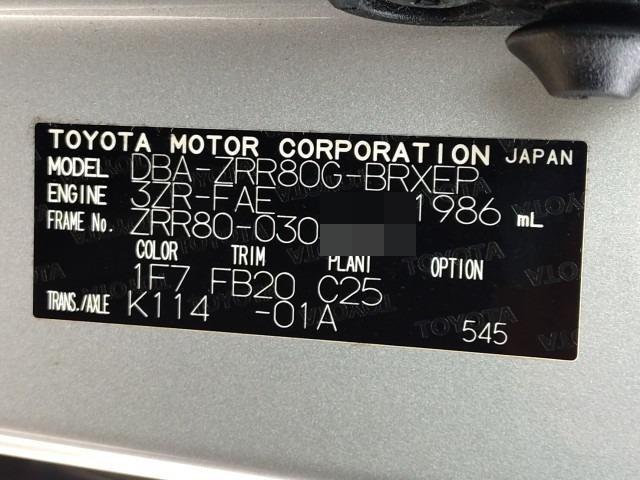 TOYOTA MOTOR CORPORATION JAPAN
MODEL DBA-ZRR80G-BRXEP
ENGINE 3ZR-FAE 1986 mL
FRAME No. ZRR80-030
COLOR TRIM PLANT OPTION
1F7 FB20 C25
TRANS./AXLE K114 -01A 545